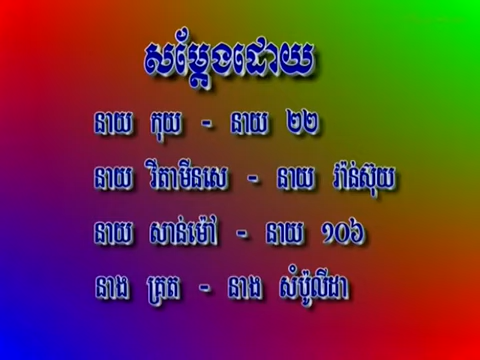 សម្ដែងដោយ
នាយ កុយ - នាយ ២២
នាយ វីតាមីនសេ - នាយ វ៉ាន់ស៊ុយ
នាយ សាន់ម៉ៅ - នាយ ១០៦
នាង ត្រូត - នាង សំប៉ូលីដា